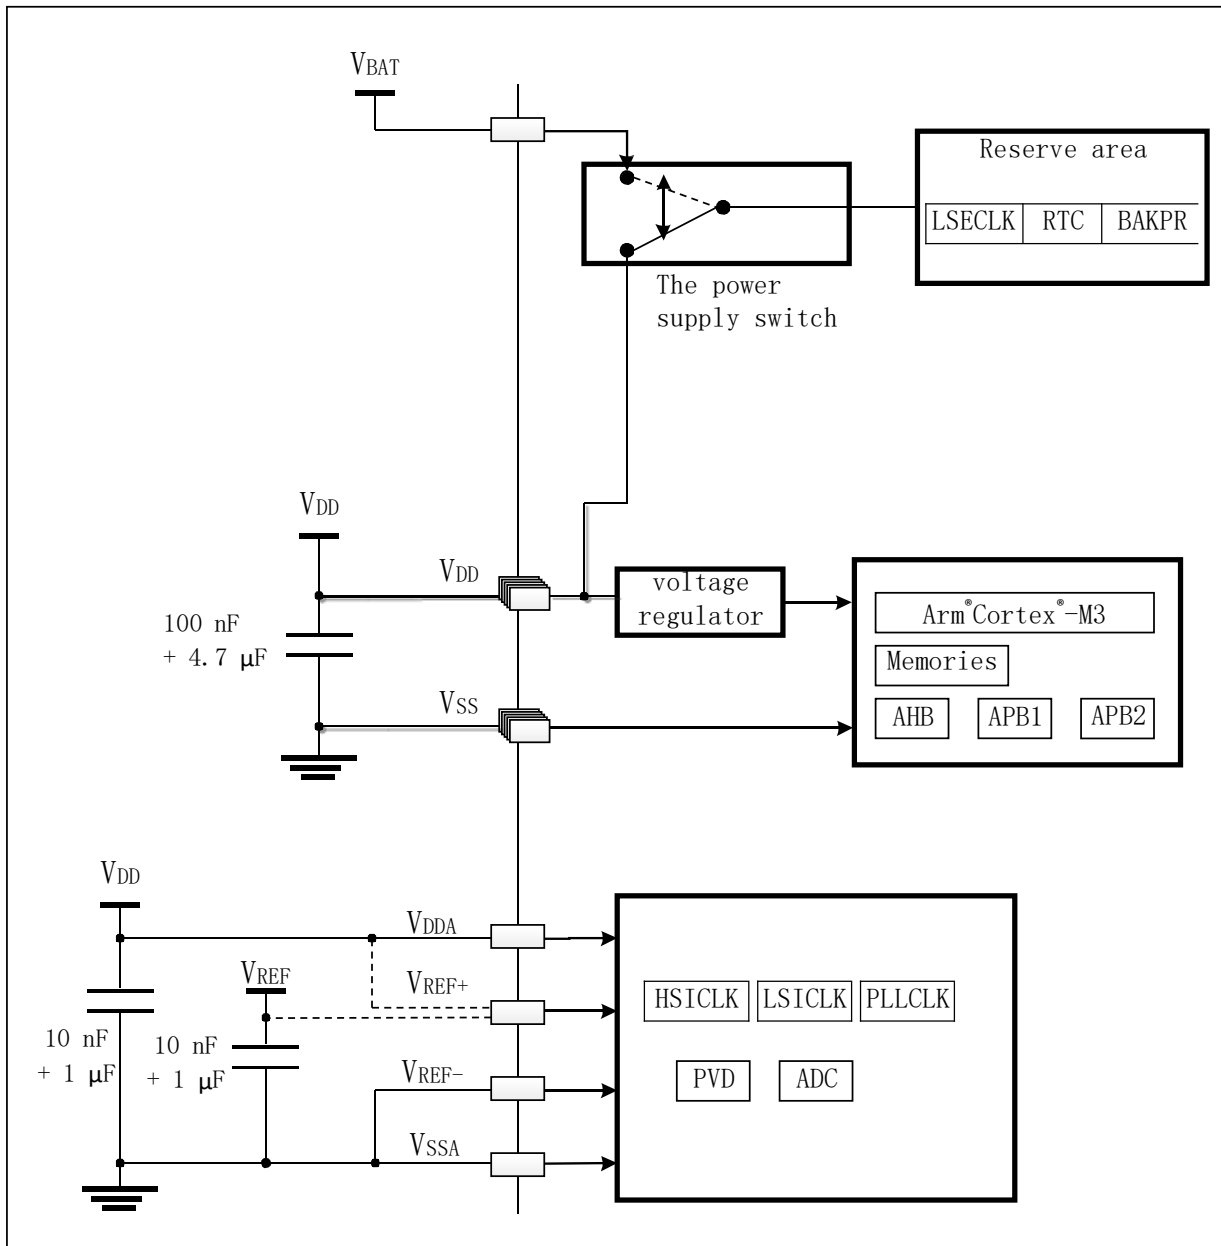 VBAT
Reserve area
LSECLK RTC BAKPR
The power
supply switch
VDD
VDD
voltage
regulator
100 nF
+ 4.7 μF
Arm®Cortex®-M3
Memories
VSS
AHB APB1 APB2
VDD
VDDA
VREF
VREF+
HSICLK LSICLK PLLCLK
10 nF
+ 1 μF
10 nF
+ 1 μF
VREF-
PVD ADC
VSSA